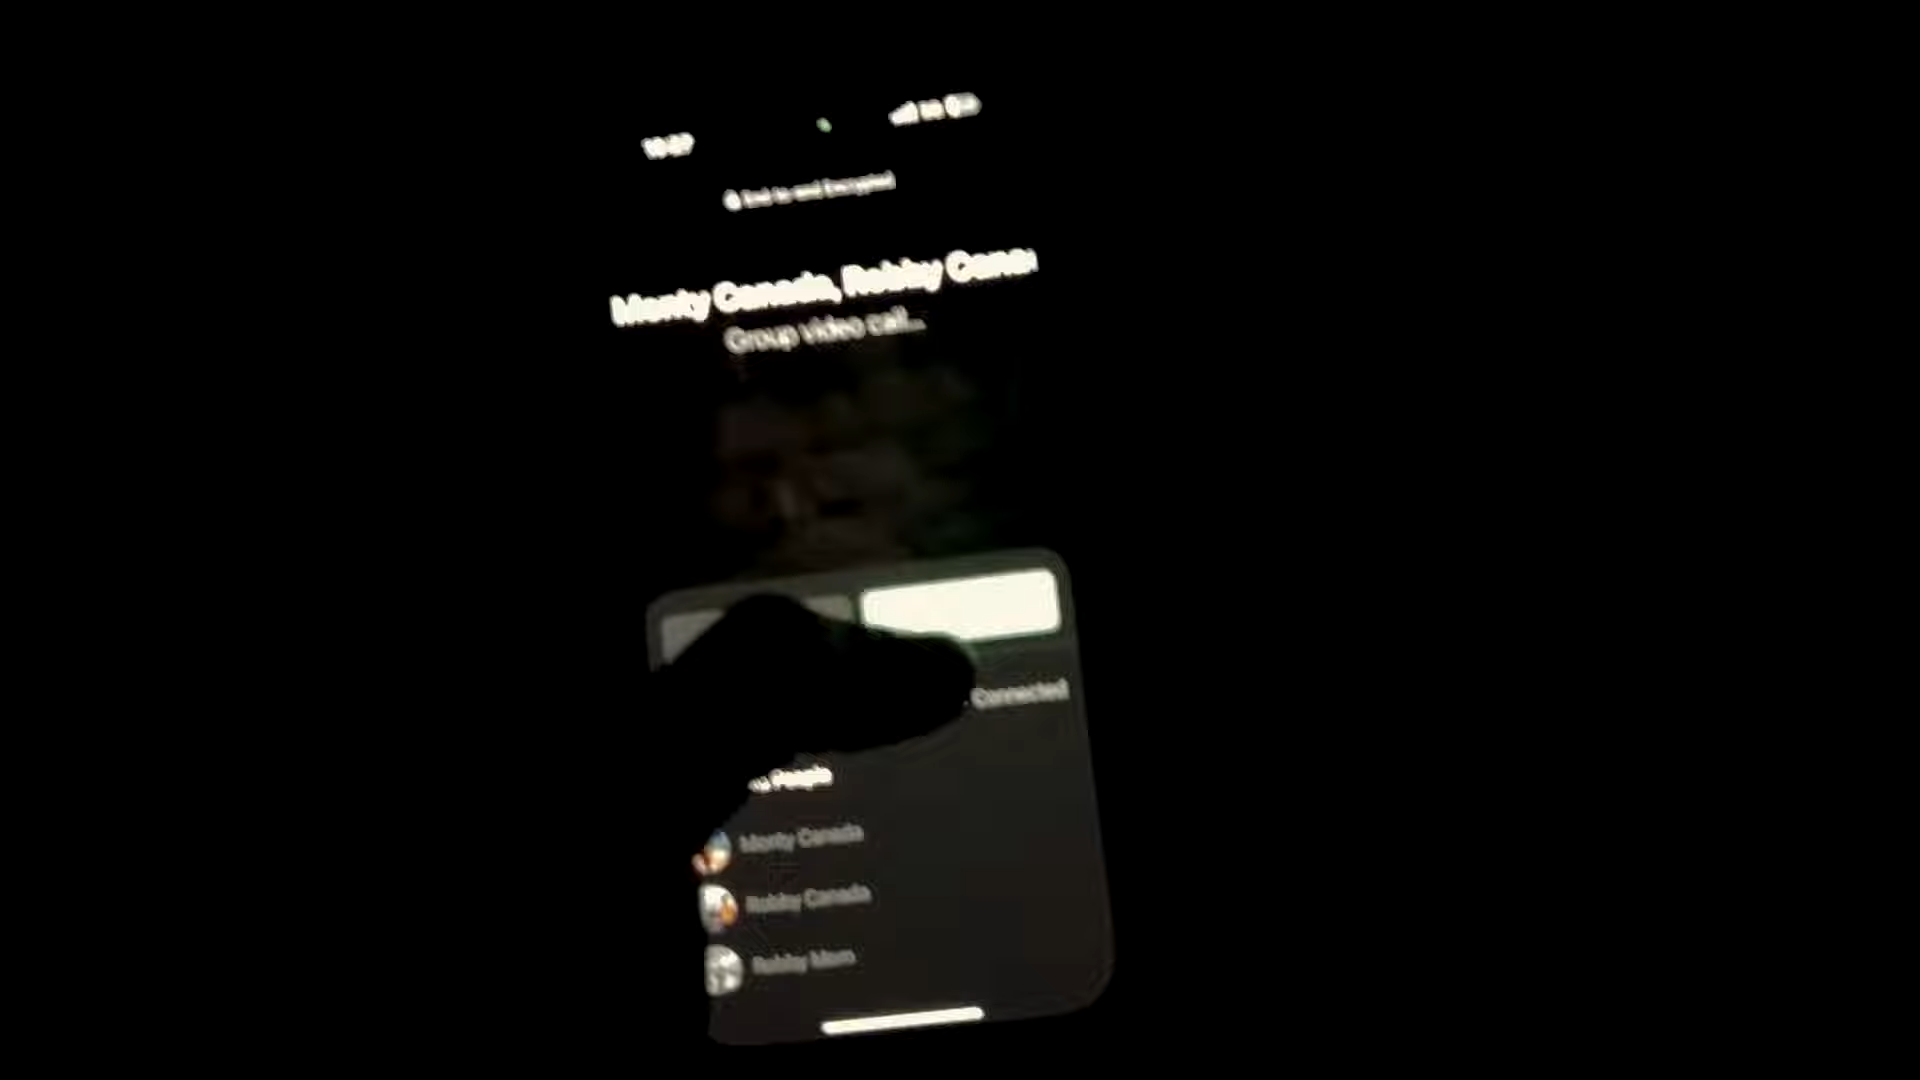 End to end Encrypted
Monty Canada, Robby Cana
Group video call...
Connected
People
Monty Canada
Robby Canada
Robby Mom